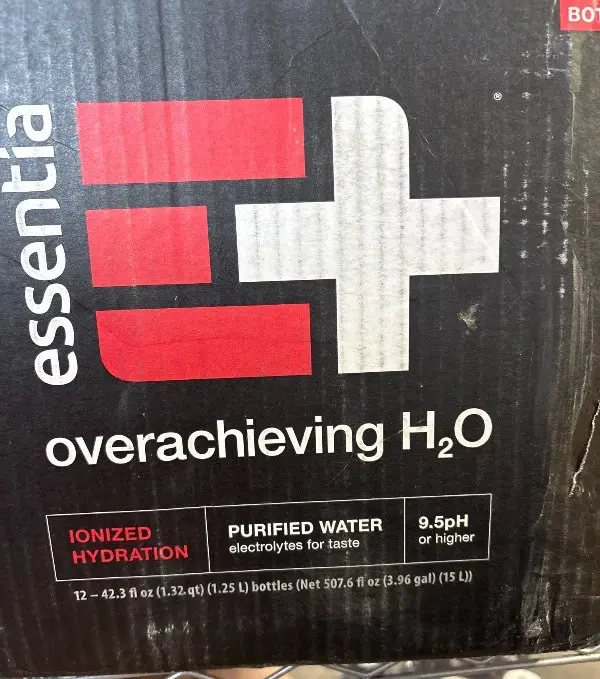 BOT
essentia
E+
®
overachieving H₂O
IONIZED
HYDRATION
PURIFIED WATER
electrolytes for taste
9.5pH
or higher
12 – 42.3 fl oz (1.32 qt) (1.25 L) bottles (Net 507.6 fl oz (3.96 gal) (15 L))